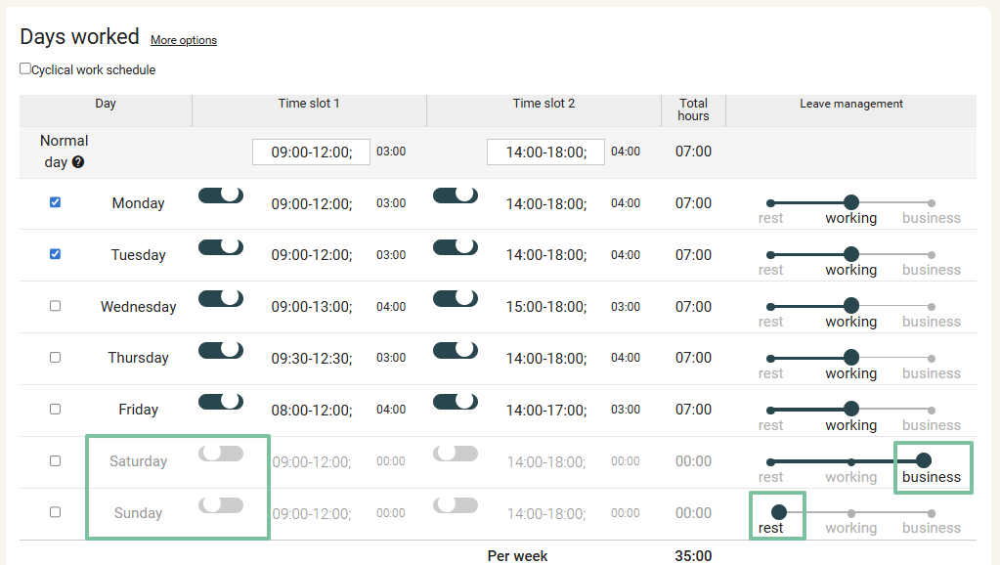 Days worked More options
Cyclical work schedule
Day Time slot 1 Time slot 2 Total hours Leave management
Normal day ? 09:00-12:00; 03:00 14:00-18:00; 04:00 07:00
Monday 09:00-12:00; 03:00 14:00-18:00; 04:00 07:00
rest working business
Tuesday 09:00-12:00; 03:00 14:00-18:00; 04:00 07:00
rest working business
Wednesday 09:00-13:00; 04:00 15:00-18:00; 03:00 07:00
rest working business
Thursday 09:30-12:30; 03:00 14:00-18:00; 04:00 07:00
rest working business
Friday 08:00-12:00; 04:00 14:00-17:00; 03:00 07:00
rest working business
Saturday 09:00-12:00; 00:00 14:00-18:00; 00:00 00:00
rest working business
Sunday 09:00-12:00; 00:00 14:00-18:00; 00:00 00:00
rest working business
Per week 35:00